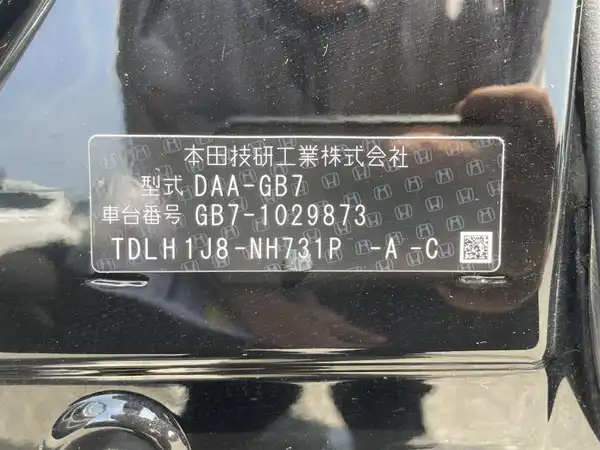 本田技研工業株式会社
型式 DAA-GB7
車台番号 GB7-1029873
TDLH1J8-NH731P -A-C